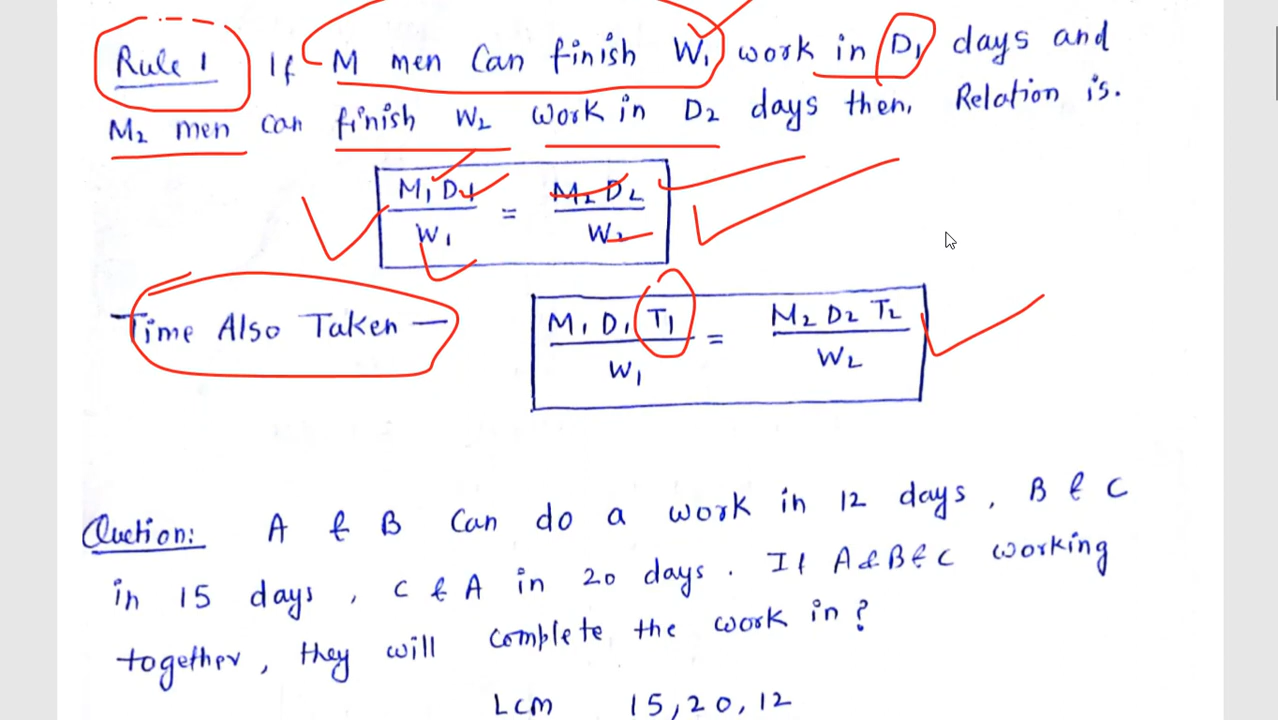 Rule 1 If M men Can finish W1 work in D1 days and
M2 men can finish W2 work in D2 days then, Relation is.
M1 D1 / W1 = M2 D2 / W2
Time Also Taken — M1 D1 T1 / W1 = M2 D2 T2 / W2
Quction: A & B Can do a work in 12 days, B & C
in 15 days, C & A in 20 days. If A & B & C working
together, they will complete the work in?
Lcm 15,20,12